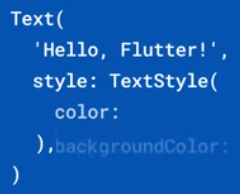 Text(
  'Hello, Flutter!',
  style: TextStyle(
    color:
  ),backgroundColor:
)